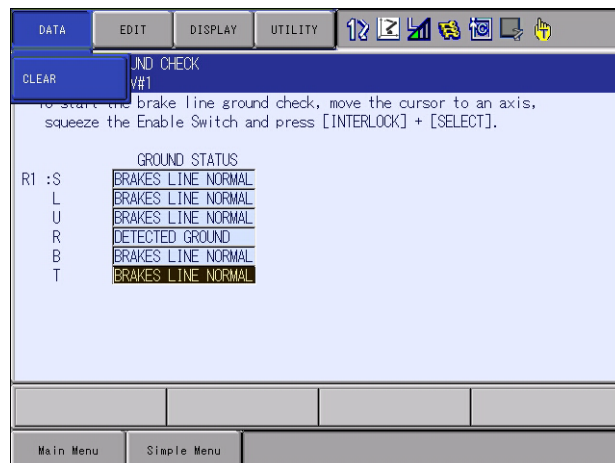 DATA
EDIT
DISPLAY
UTILITY
CLEAR
UND CHECK
V#1
To start the brake line ground check, move the cursor to an axis,
squeeze the Enable Switch and press [INTERLOCK] + [SELECT].
GROUND STATUS
R1 :S BRAKES LINE NORMAL
L BRAKES LINE NORMAL
U BRAKES LINE NORMAL
R DETECTED GROUND
B BRAKES LINE NORMAL
T BRAKES LINE NORMAL
Main Menu
Simple Menu